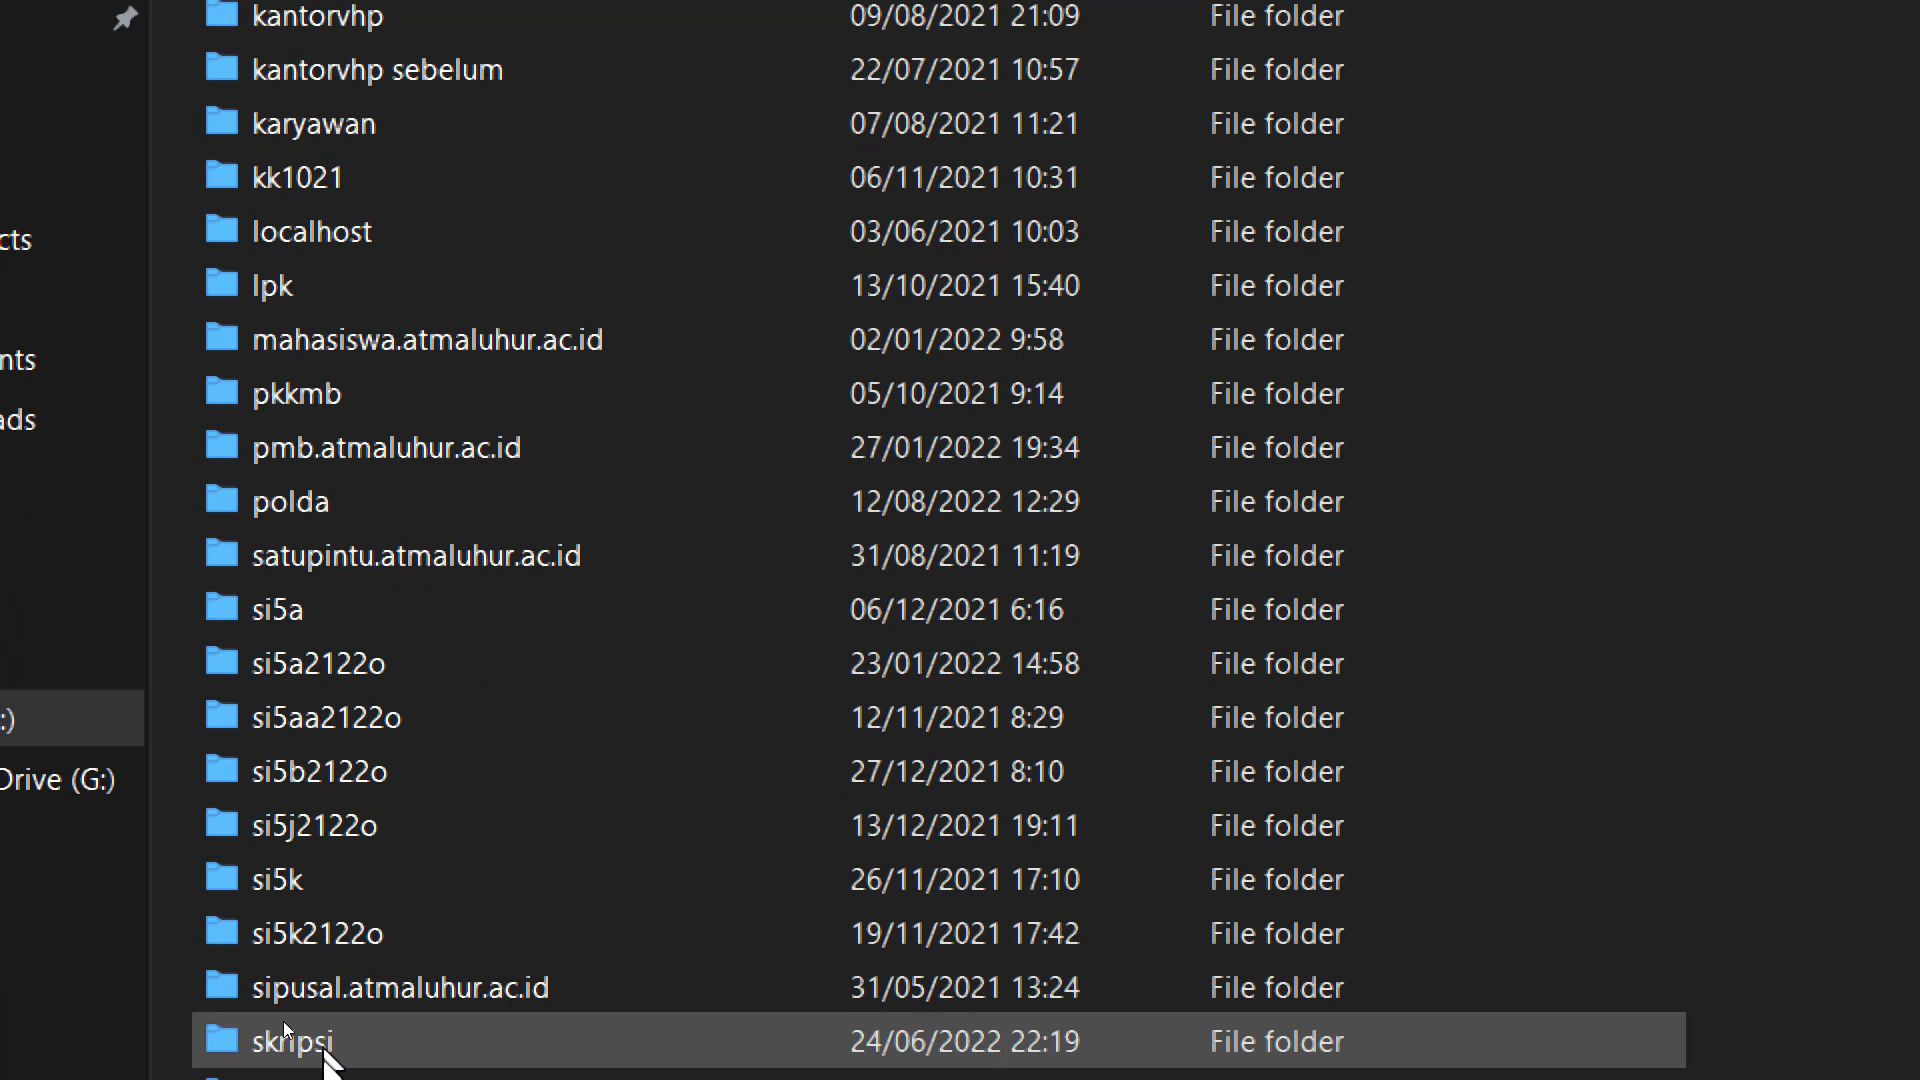 kantorvhp 09/08/2021 21:09 File folder
kantorvhp sebelum 22/07/2021 10:57 File folder
karyawan 07/08/2021 11:21 File folder
kk1021 06/11/2021 10:31 File folder
cts localhost 03/06/2021 10:03 File folder
lpk 13/10/2021 15:40 File folder
nts mahasiswa.atmaluhur.ac.id 02/01/2022 9:58 File folder
ads pkkmb 05/10/2021 9:14 File folder
pmb.atmaluhur.ac.id 27/01/2022 19:34 File folder
polda 12/08/2022 12:29 File folder
satupintu.atmaluhur.ac.id 31/08/2021 11:19 File folder
si5a 06/12/2021 6:16 File folder
si5a2122o 23/01/2022 14:58 File folder
:) si5aa2122o 12/11/2021 8:29 File folder
Drive (G:) si5b2122o 27/12/2021 8:10 File folder
si5j2122o 13/12/2021 19:11 File folder
si5k 26/11/2021 17:10 File folder
si5k2122o 19/11/2021 17:42 File folder
sipusal.atmaluhur.ac.id 31/05/2021 13:24 File folder
skripsi 24/06/2022 22:19 File folder